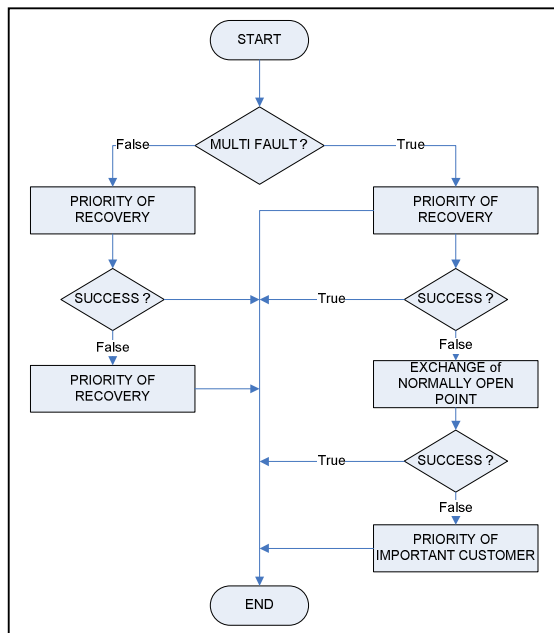 START
MULTI FAULT?
False
True
PRIORITY OF
RECOVERY
PRIORITY OF
RECOVERY
SUCCESS?
True
SUCCESS?
False
False
PRIORITY OF
RECOVERY
EXCHANGE of
NORMALLY OPEN
POINT
True
SUCCESS?
False
PRIORITY OF
IMPORTANT CUSTOMER
END